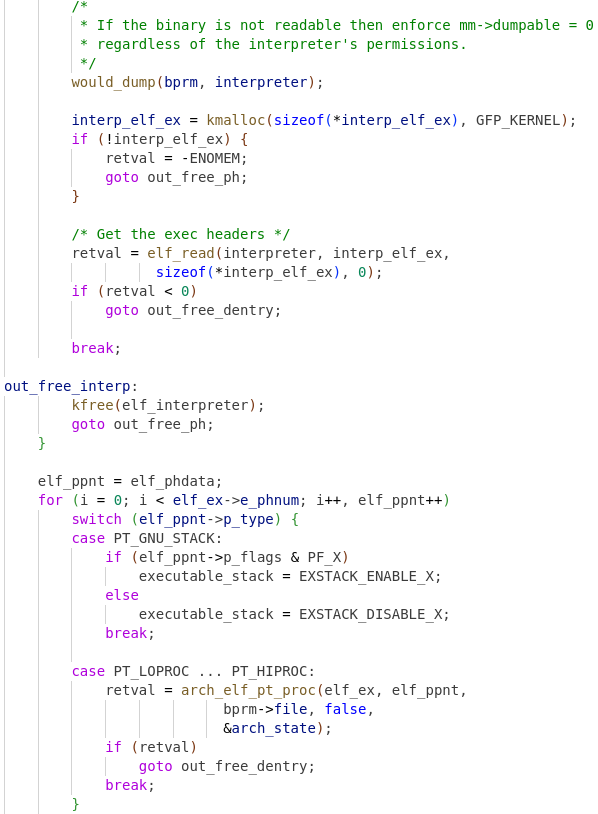 /*
 * If the binary is not readable then enforce mm->dumpable = 0
 * regardless of the interpreter's permissions.
 */
would_dump(bprm, interpreter);
interp_elf_ex = kmalloc(sizeof(*interp_elf_ex), GFP_KERNEL);
if (!interp_elf_ex) {
retval = -ENOMEM;
goto out_free_ph;
}
/* Get the exec headers */
retval = elf_read(interpreter, interp_elf_ex,
sizeof(*interp_elf_ex), 0);
if (retval < 0)
goto out_free_dentry;
break;
out_free_interp:
kfree(elf_interpreter);
goto out_free_ph;
}
elf_ppnt = elf_phdata;
for (i = 0; i < elf_ex->e_phnum; i++, elf_ppnt++)
switch (elf_ppnt->p_type) {
case PT_GNU_STACK:
if (elf_ppnt->p_flags & PF_X)
executable_stack = EXSTACK_ENABLE_X;
else
executable_stack = EXSTACK_DISABLE_X;
break;
case PT_LOPROC ... PT_HIPROC:
retval = arch_elf_pt_proc(elf_ex, elf_ppnt,
bprm->file, false,
&arch_state);
if (retval)
goto out_free_dentry;
break;
}